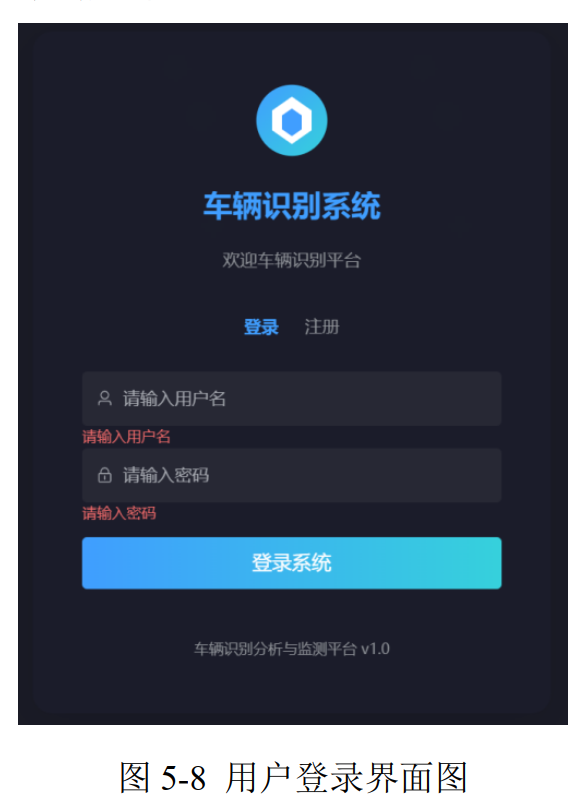 车辆识别系统
欢迎车辆识别平台
登录 注册
请输入用户名
请输入用户名
请输入密码
请输入密码
登录系统
车辆识别分析与监测平台 v1.0
图 5-8 用户登录界面图